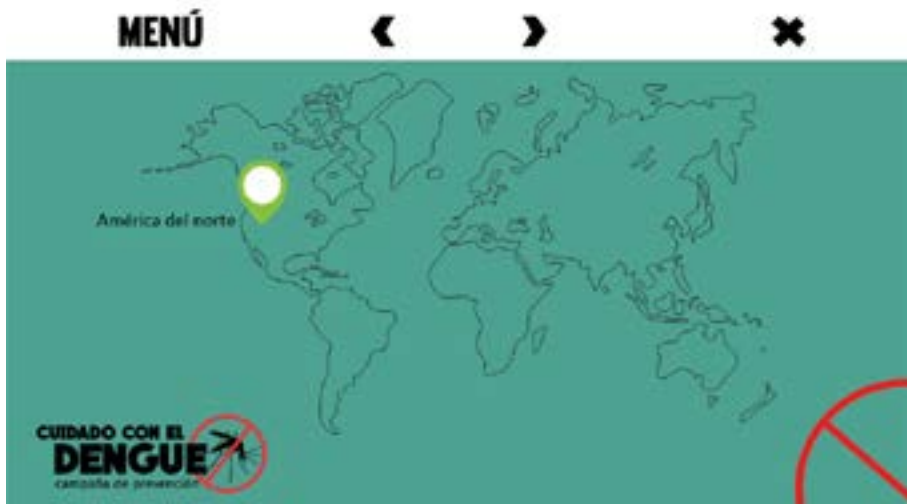 MENÚ
América del norte
CUIDADO CON EL
DENGUE
campaña de prevención